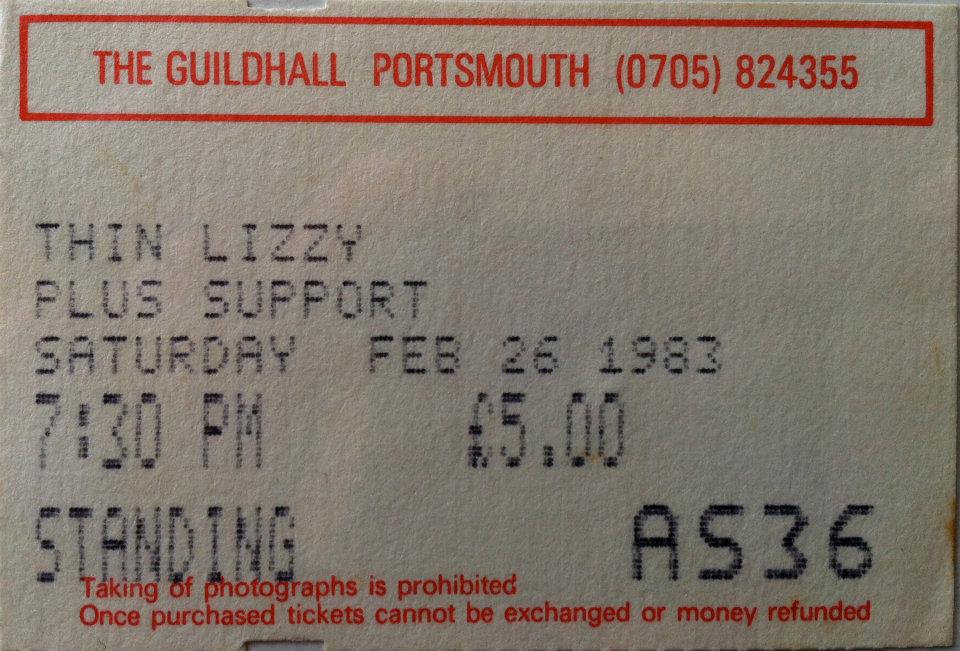 THE GUILDHALL PORTSMOUTH (0705) 824355
THIN LIZZY
PLUS SUPPORT
SATURDAY FEB 26 1983
7:30 PM £5.00
STANDING AS36
Taking of photographs is prohibited
Once purchased tickets cannot be exchanged or money refunded